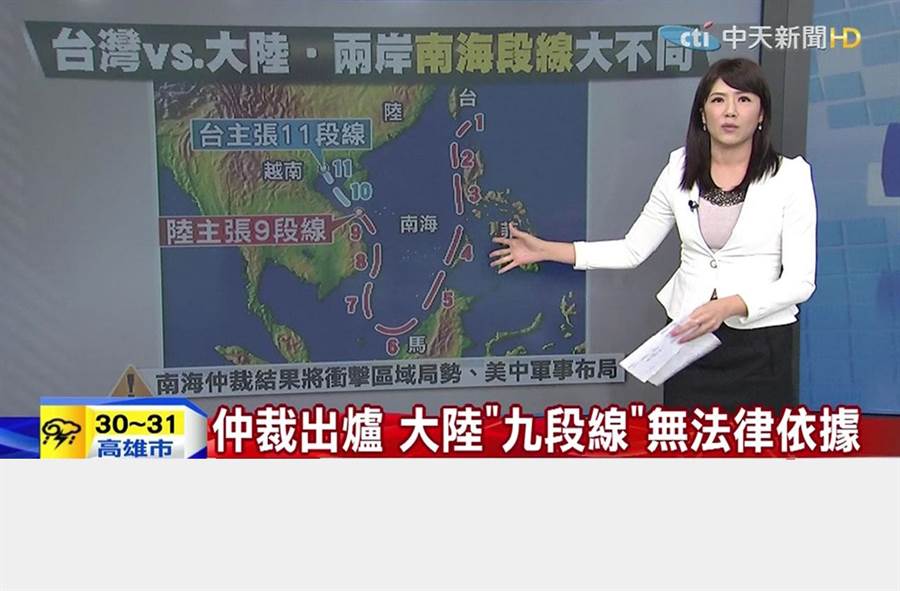 台灣vs.大陸·兩岸南海段線大不同
cti 中天新聞HD
陸
台
台主張11段線
越南
11
10
1
2
3
南海
菲
陸主張9段線
9
4
8
5
7
6
馬
南海仲裁結果將衝擊區域局勢、美中軍事布局
30~31
高雄市
仲裁出爐 大陸"九段線"無法律依據